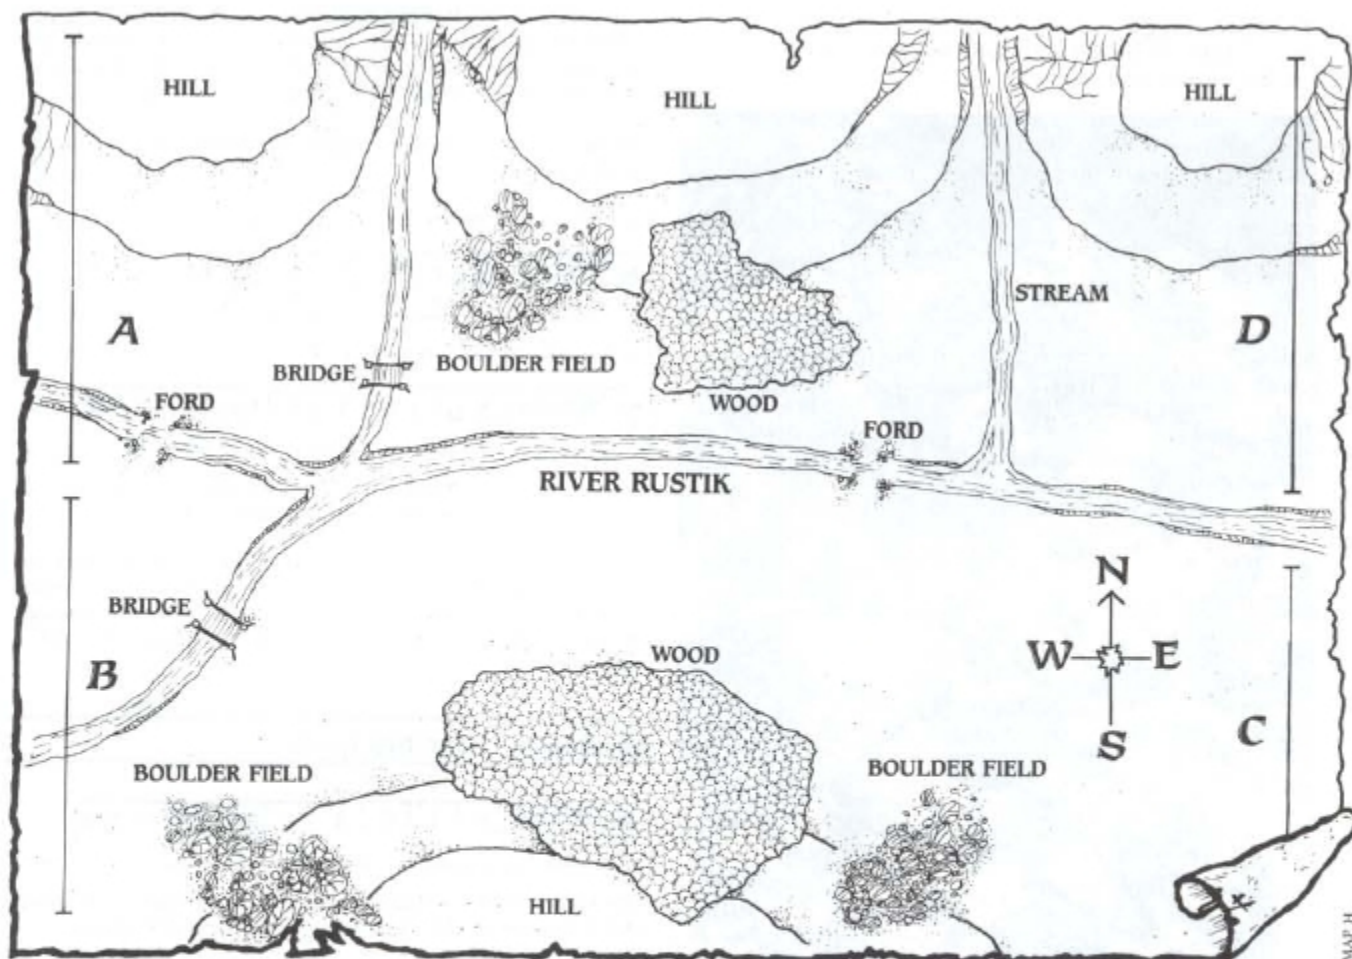 HILL
HILL
HILL
STREAM
A
D
BRIDGE
BOULDER FIELD
WOOD
FORD
FORD
RIVER RUSTIK
N
W E
S
BRIDGE
B
WOOD
C
BOULDER FIELD
BOULDER FIELD
HILL
MAP H